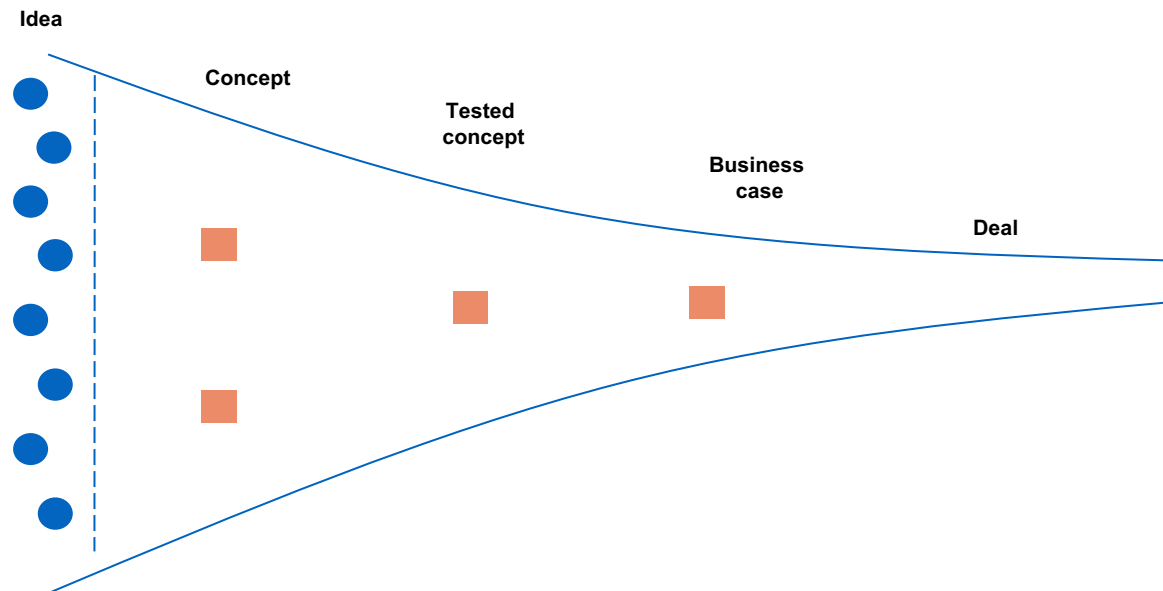 Idea
Concept
Tested
concept
Business
case
Deal